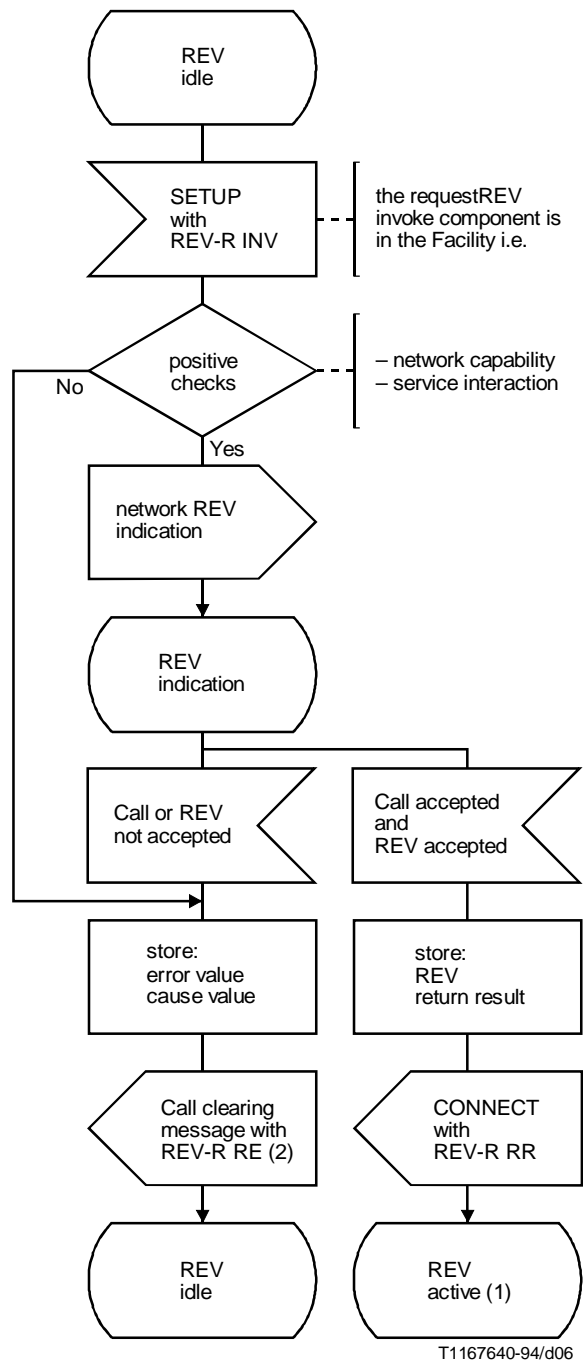 REV
idle
SETUP
with
REV-R INV
the requestREV
invoke component is
in the Facility i.e.
positive
checks
– network capability
– service interaction
No
Yes
network REV
indication
REV
indication
Call or REV
not accepted
Call accepted
and
REV accepted
store:
error value
cause value
store:
REV
return result
Call clearing
message with
REV-R RE (2)
CONNECT
with
REV-R RR
REV
idle
REV
active (1)
T1167640-94/d06